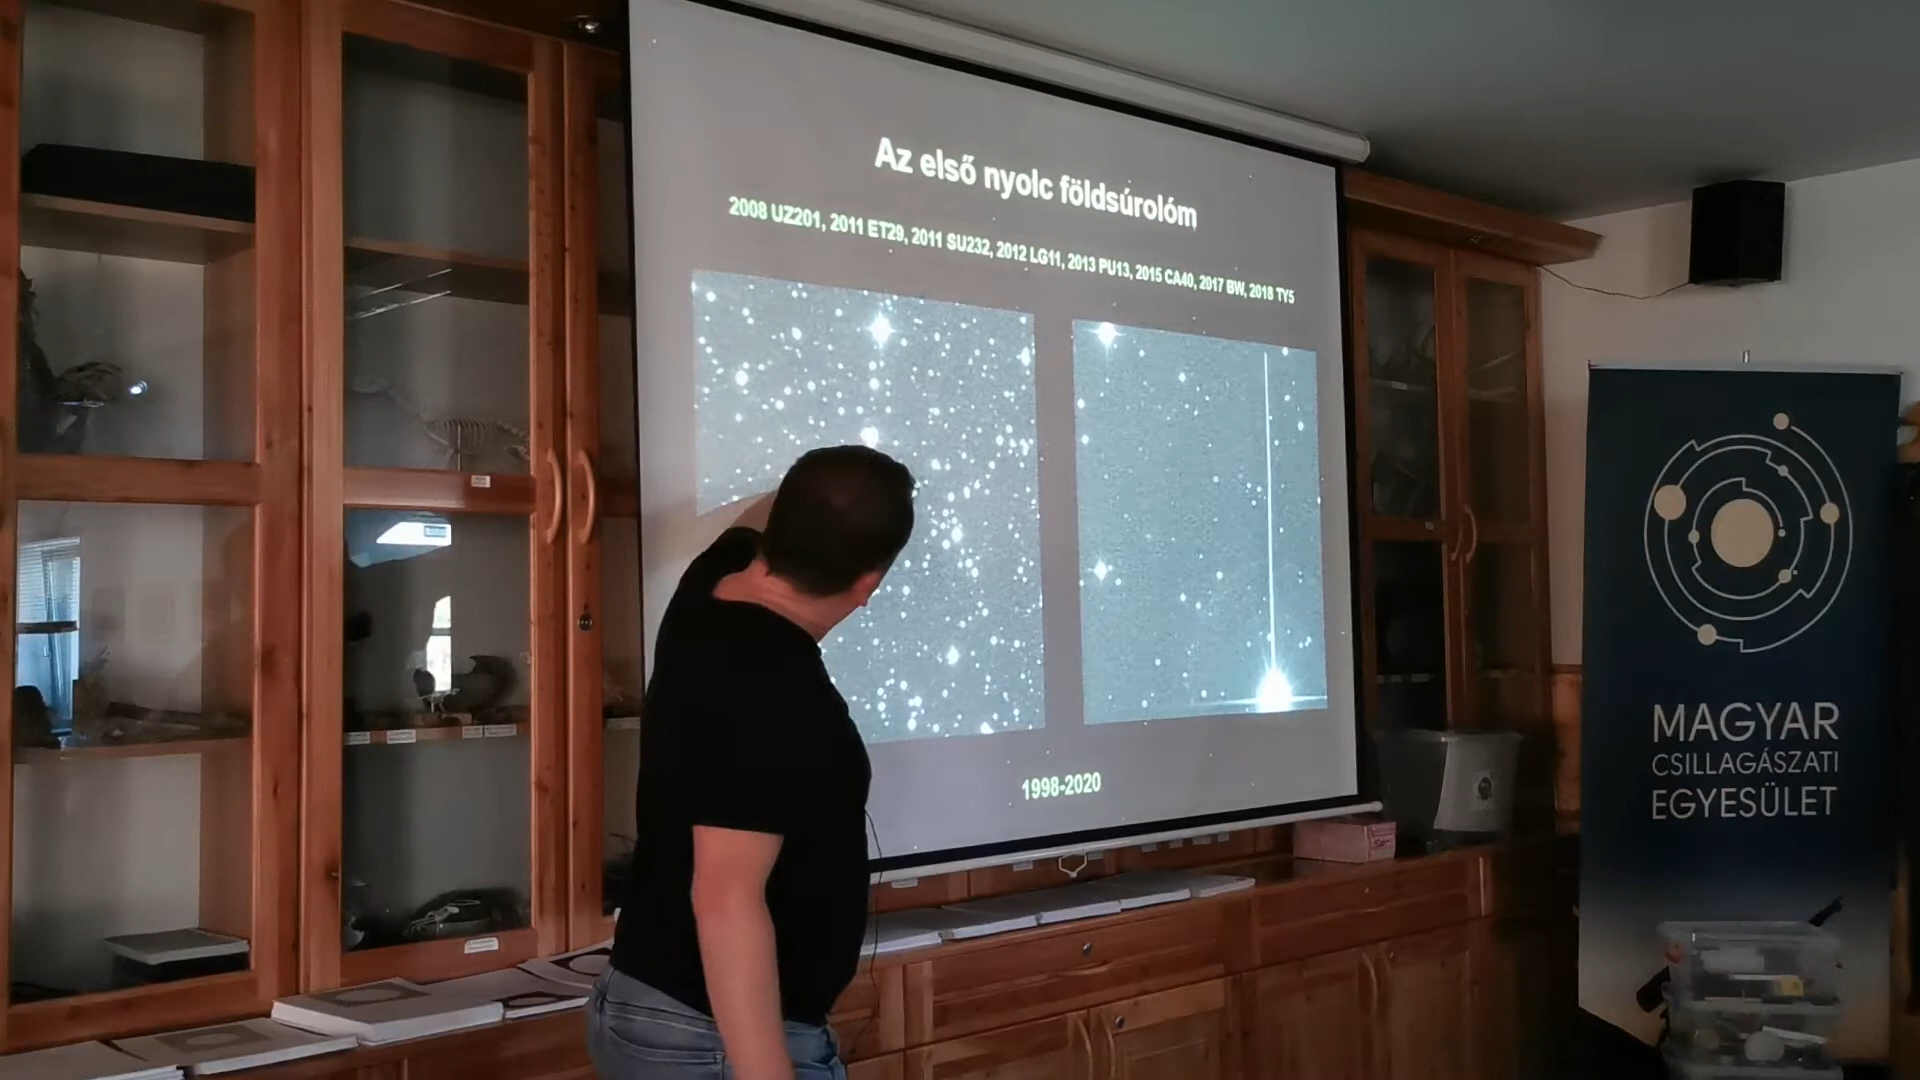 Az első nyolc földsúrolóm
2008 UZ201, 2011 ET29, 2011 SU232, 2012 LG11, 2013 PU13, 2015 CA40, 2017 BW, 2018 TY5
1998-2020
MAGYAR
CSILLAGÁSZATI
EGYESÜLET